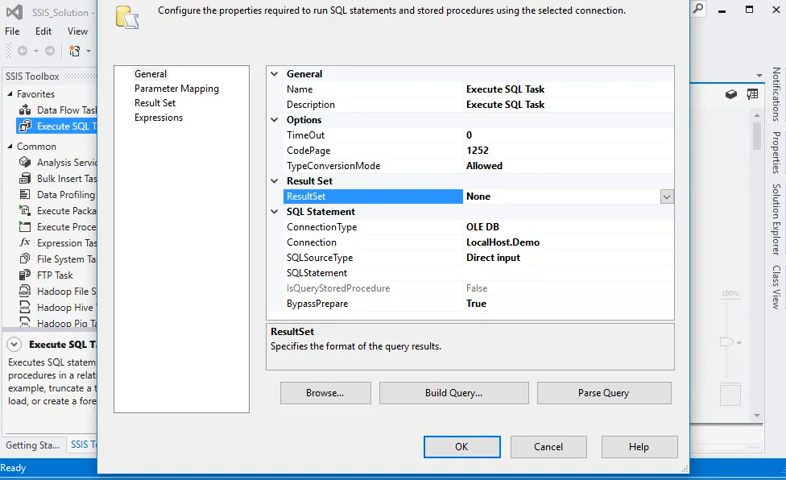 SSIS_Solution
File Edit View
SSIS Toolbox
Favorites
Data Flow Tas
Execute SQL T
Common
Analysis Servic
Bulk Insert Tas
Data Profiling
Execute Packa
Execute Proce
Expression Tas
File System Ta
FTP Task
Hadoop File S
Hadoop Hive
Hadoop Pig Ta
Execute SQL Ta
Executes SQL statem
procedures in a relat
example, truncate a t
load, or create a fore
Getting Sta... SSIS To
Ready
Configure the properties required to run SQL statements and stored procedures using the selected connection.
General
Parameter Mapping
Result Set
Expressions
General
Name Execute SQL Task
Description Execute SQL Task
Options
TimeOut 0
CodePage 1252
TypeConversionMode Allowed
Result Set
ResultSet None
SQL Statement
ConnectionType OLE DB
Connection LocalHost.Demo
SQLSourceType Direct input
SQLStatement
IsQueryStoredProcedure False
BypassPrepare True
ResultSet
Specifies the format of the query results.
Browse... Build Query... Parse Query
OK Cancel Help
Notifications
Properties
Solution Explorer
Class View
100%